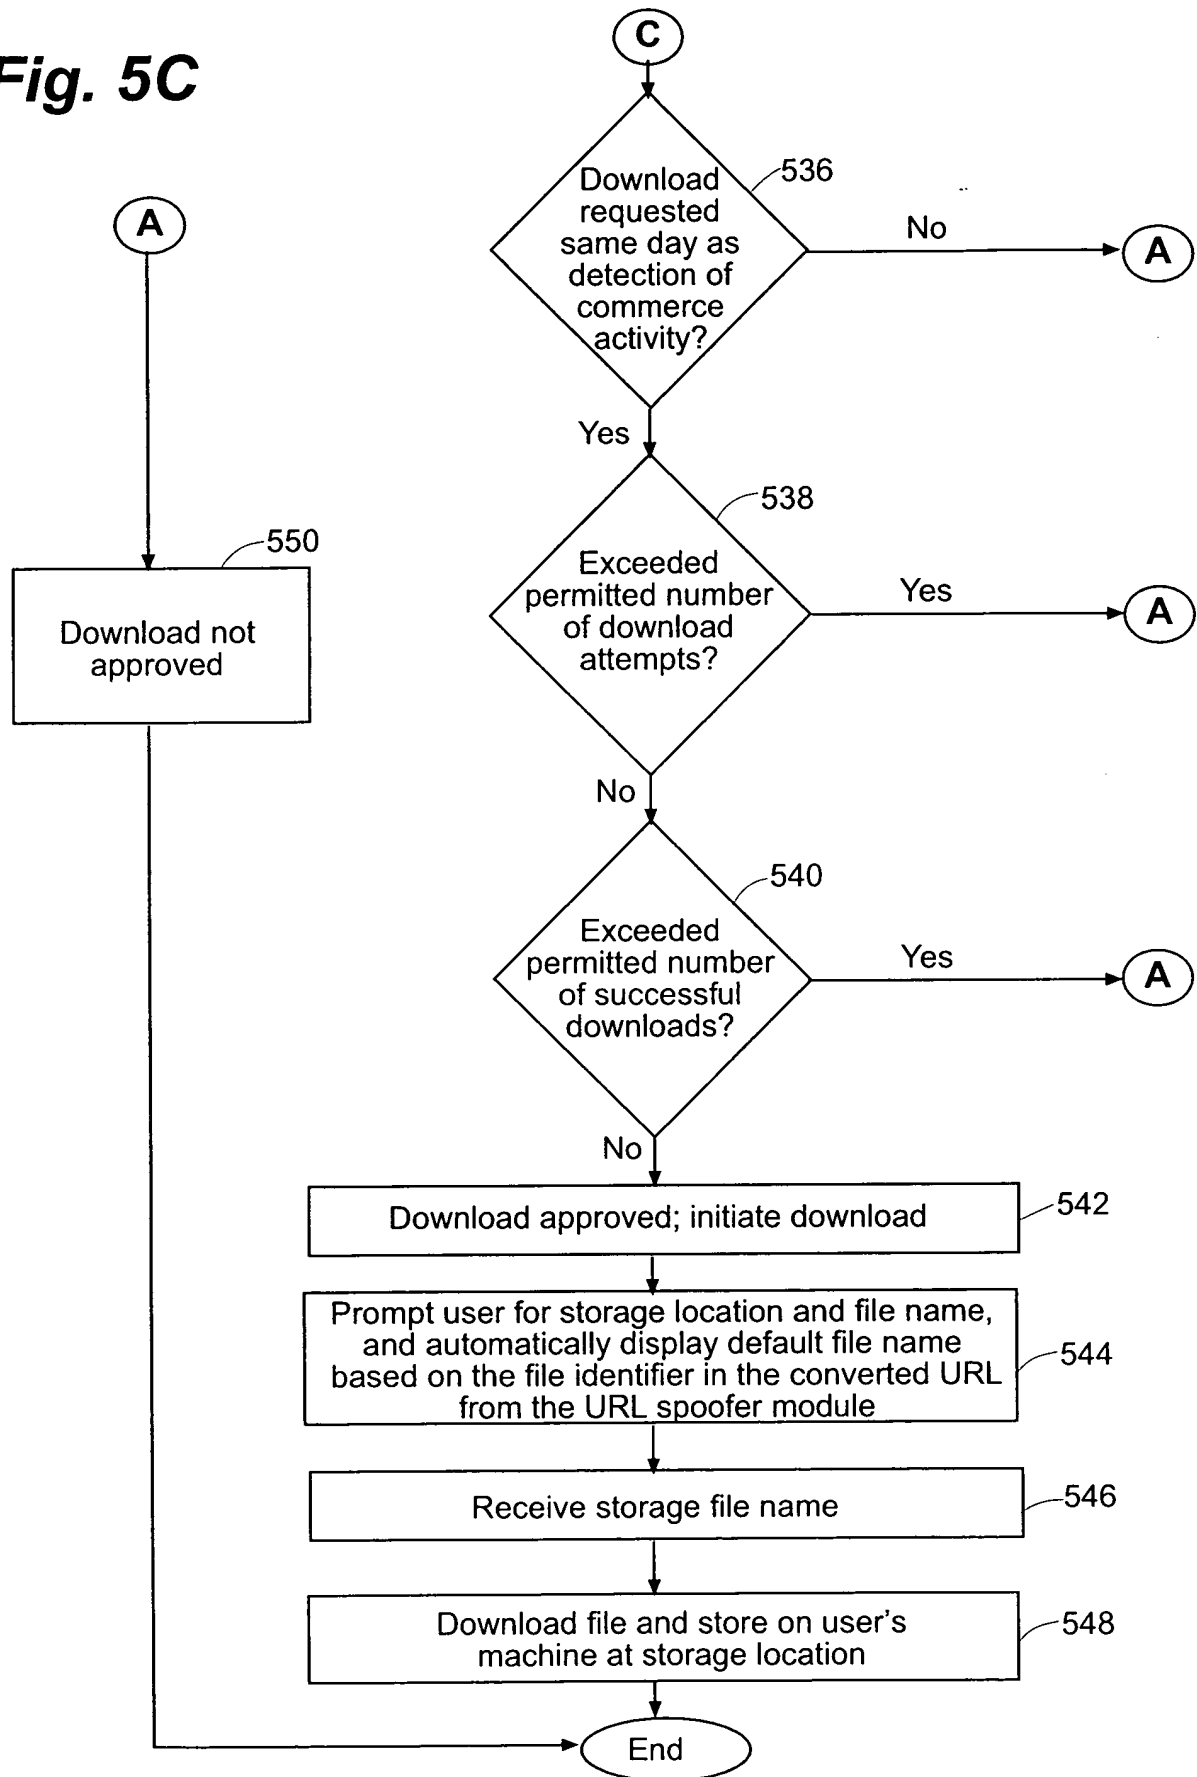 Fig. 5C
C
Download
requested
same day as
detection of
commerce
activity?
536
No
A
A
Yes
Exceeded
permitted number
of download
attempts?
538
Yes
A
550
Download not
approved
No
Exceeded
permitted number
of successful
downloads?
540
Yes
A
No
Download approved; initiate download
542
Prompt user for storage location and file name,
and automatically display default file name
based on the file identifier in the converted URL
from the URL spoofer module
544
Receive storage file name
546
Download file and store on user's
machine at storage location
548
End